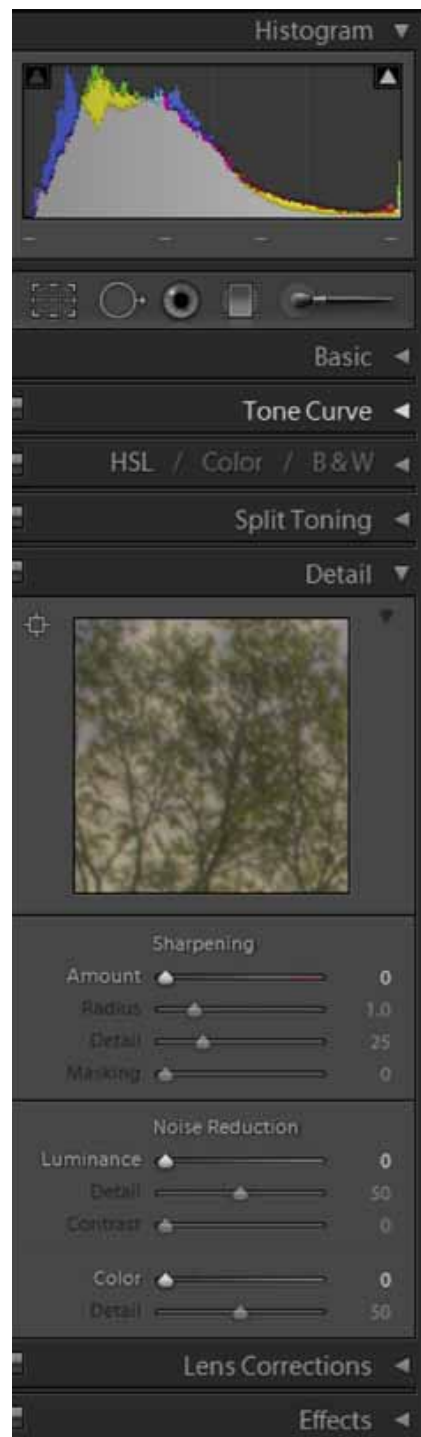 Histogram
Basic
Tone Curve
HSL / Color / B & W
Split Toning
Detail
Sharpening
Amount 0
Radius 1.0
Detail 25
Masking 0
Noise Reduction
Luminance 0
Detail 50
Contrast 0
Color 0
Detail 50
Lens Corrections
Effects